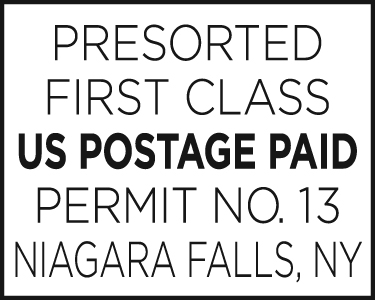 PRESORTED
FIRST CLASS
US POSTAGE PAID
PERMIT NO. 13
NIAGARA FALLS, NY